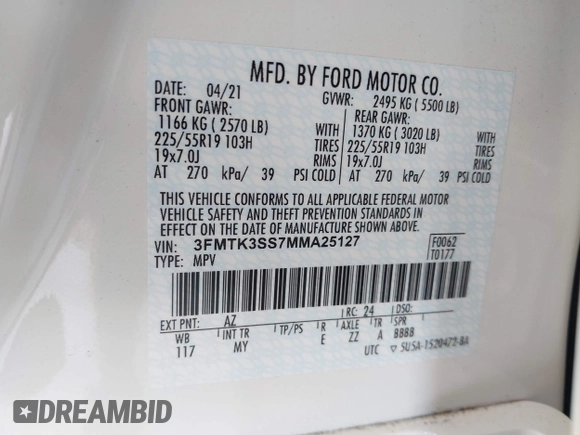 MFD. BY FORD MOTOR CO.
DATE: 04/21 GVWR: 2495 KG (5500 LB)
FRONT GAWR: REAR GAWR:
1166 KG (2570 LB) WITH 1370 KG (3020 LB) WITH
225/55R19 103H TIRES 225/55R19 103H TIRES
19x7.0J RIMS 19x7.0J RIMS
AT 270 kPa/ 39 PSI COLD AT 270 kPa/ 39 PSI COLD
THIS VEHICLE CONFORMS TO ALL APPLICABLE FEDERAL MOTOR
VEHICLE SAFETY AND THEFT PREVENTION STANDARDS IN
EFFECT ON THE DATE OF MANUFACTURE SHOWN ABOVE.
VIN: 3FMTK3SS7MMA25127 F0062
TYPE: MPV T0177
EXT PNT: AZ RC: 24 DSO:
WB INT TR TP/PS R AXLE TR SPR
117 MY E ZZ A BBBB
UTC ▽ 5U5A-1520472-BA
DREAMBID